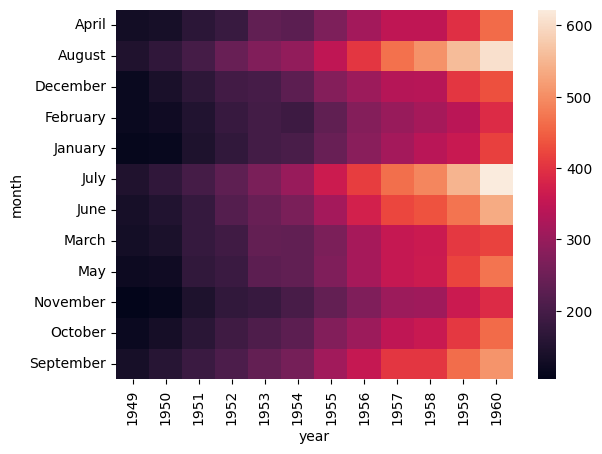 April
August
December
February
January
July
June
March
May
November
October
September
month
1949 1950 1951 1952 1953 1954 1955 1956 1957 1958 1959 1960
year
600
500
400
300
200